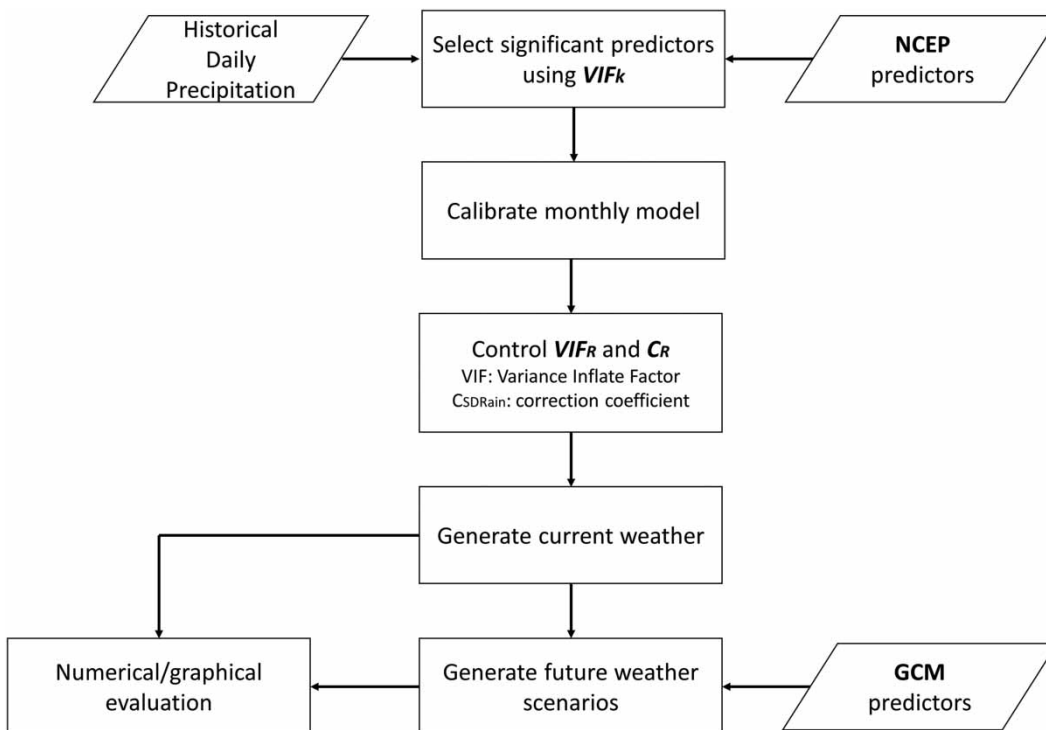 Historical
Daily
Precipitation
Select significant predictors
using VIFk
NCEP
predictors
Calibrate monthly model
Control VIFR and CR
VIF: Variance Inflate Factor
CSDRain: correction coefficient
Generate current weather
Numerical/graphical
evaluation
Generate future weather
scenarios
GCM
predictors